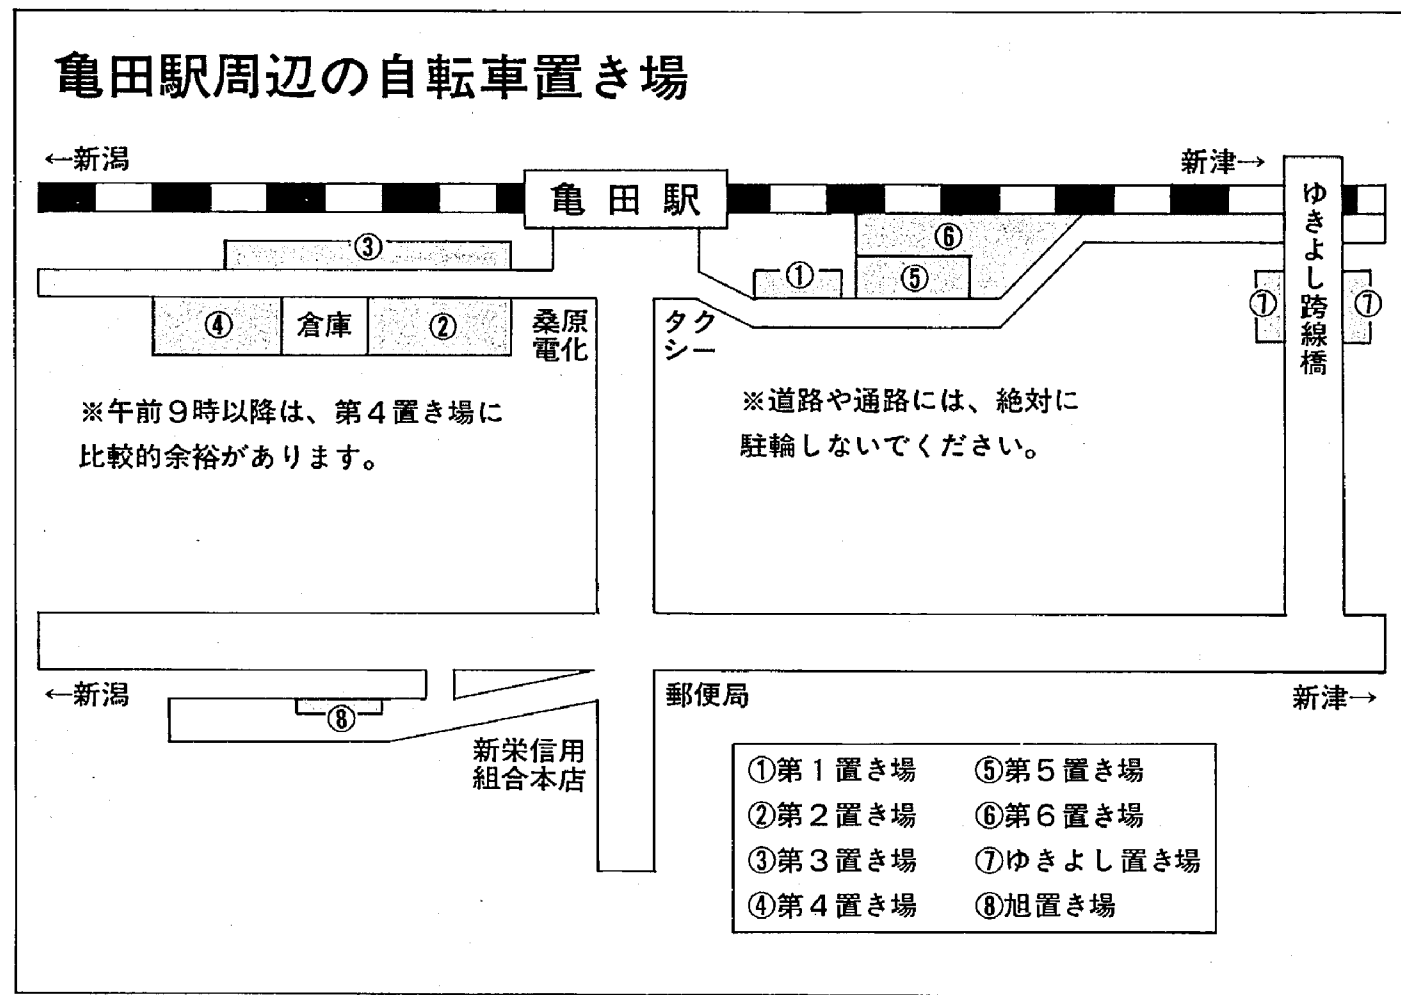 亀田駅周辺の自転車置き場
←新潟
新津→
亀田駅
ゆきよし跨線橋
③
⑥
①
⑤
⑦
⑦
④
倉庫
②
桑原
電化
タク
シー
※午前9時以降は、第4置き場に
比較的余裕があります。
※道路や通路には、絶対に
駐輪しないでください。
←新潟
郵便局
新津→
⑧
新栄信用
組合本店
①第1置き場
②第2置き場
③第3置き場
④第4置き場
⑤第5置き場
⑥第6置き場
⑦ゆきよし置き場
⑧旭置き場